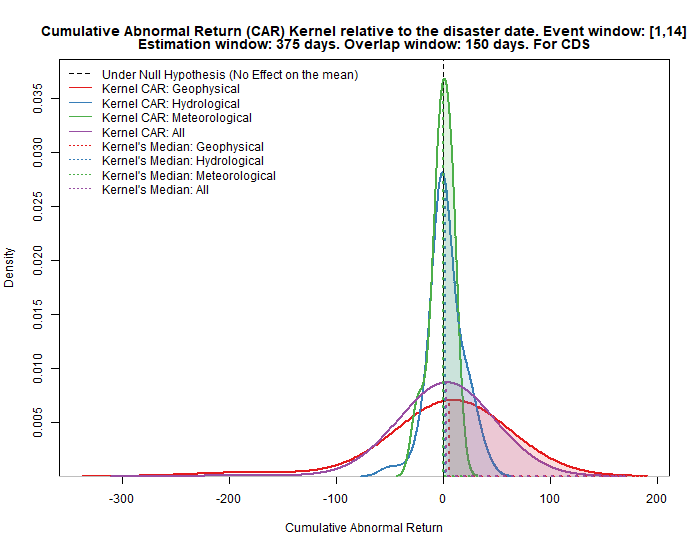 Cumulative Abnormal Return (CAR) Kernel relative to the disaster date. Event window: [1,14]
Estimation window: 375 days. Overlap window: 150 days. For CDS
Under Null Hypothesis (No Effect on the mean)
Kernel CAR: Geophysical
Kernel CAR: Hydrological
Kernel CAR: Meteorological
Kernel CAR: All
Kernel's Median: Geophysical
Kernel's Median: Hydrological
Kernel's Median: Meteorological
Kernel's Median: All
Density
0.035
0.030
0.025
0.020
0.015
0.010
0.005
-300 -200 -100 0 100 200
Cumulative Abnormal Return